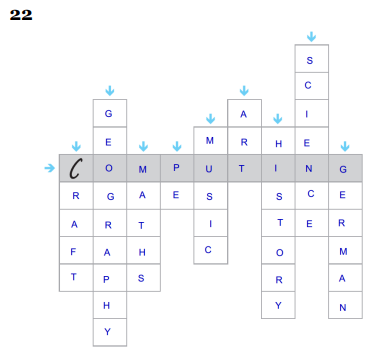 22
COMPUTING
CRAFT
GEOGRAPHY
MATHS
PE
MUSIC
ART
HISTORY
SCIENCE
GERMAN